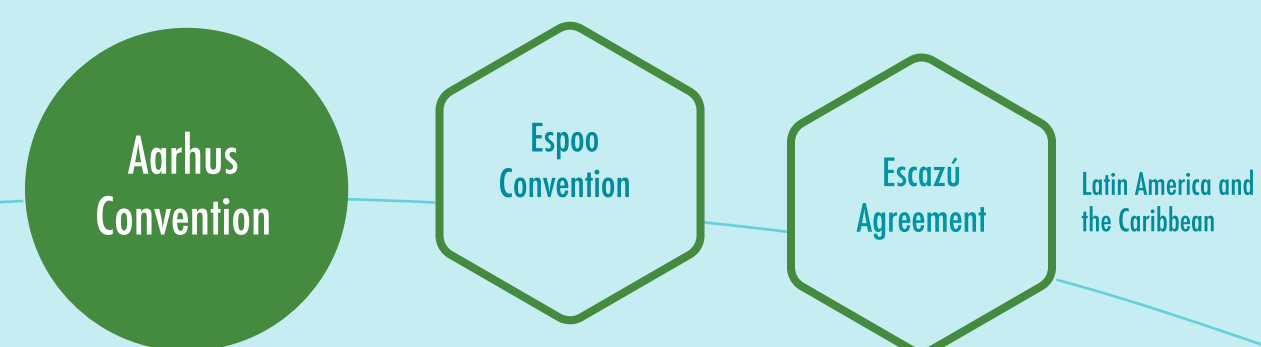 Aarhus
Convention
Espoo
Convention
Escazú
Agreement
Latin America and
the Caribbean